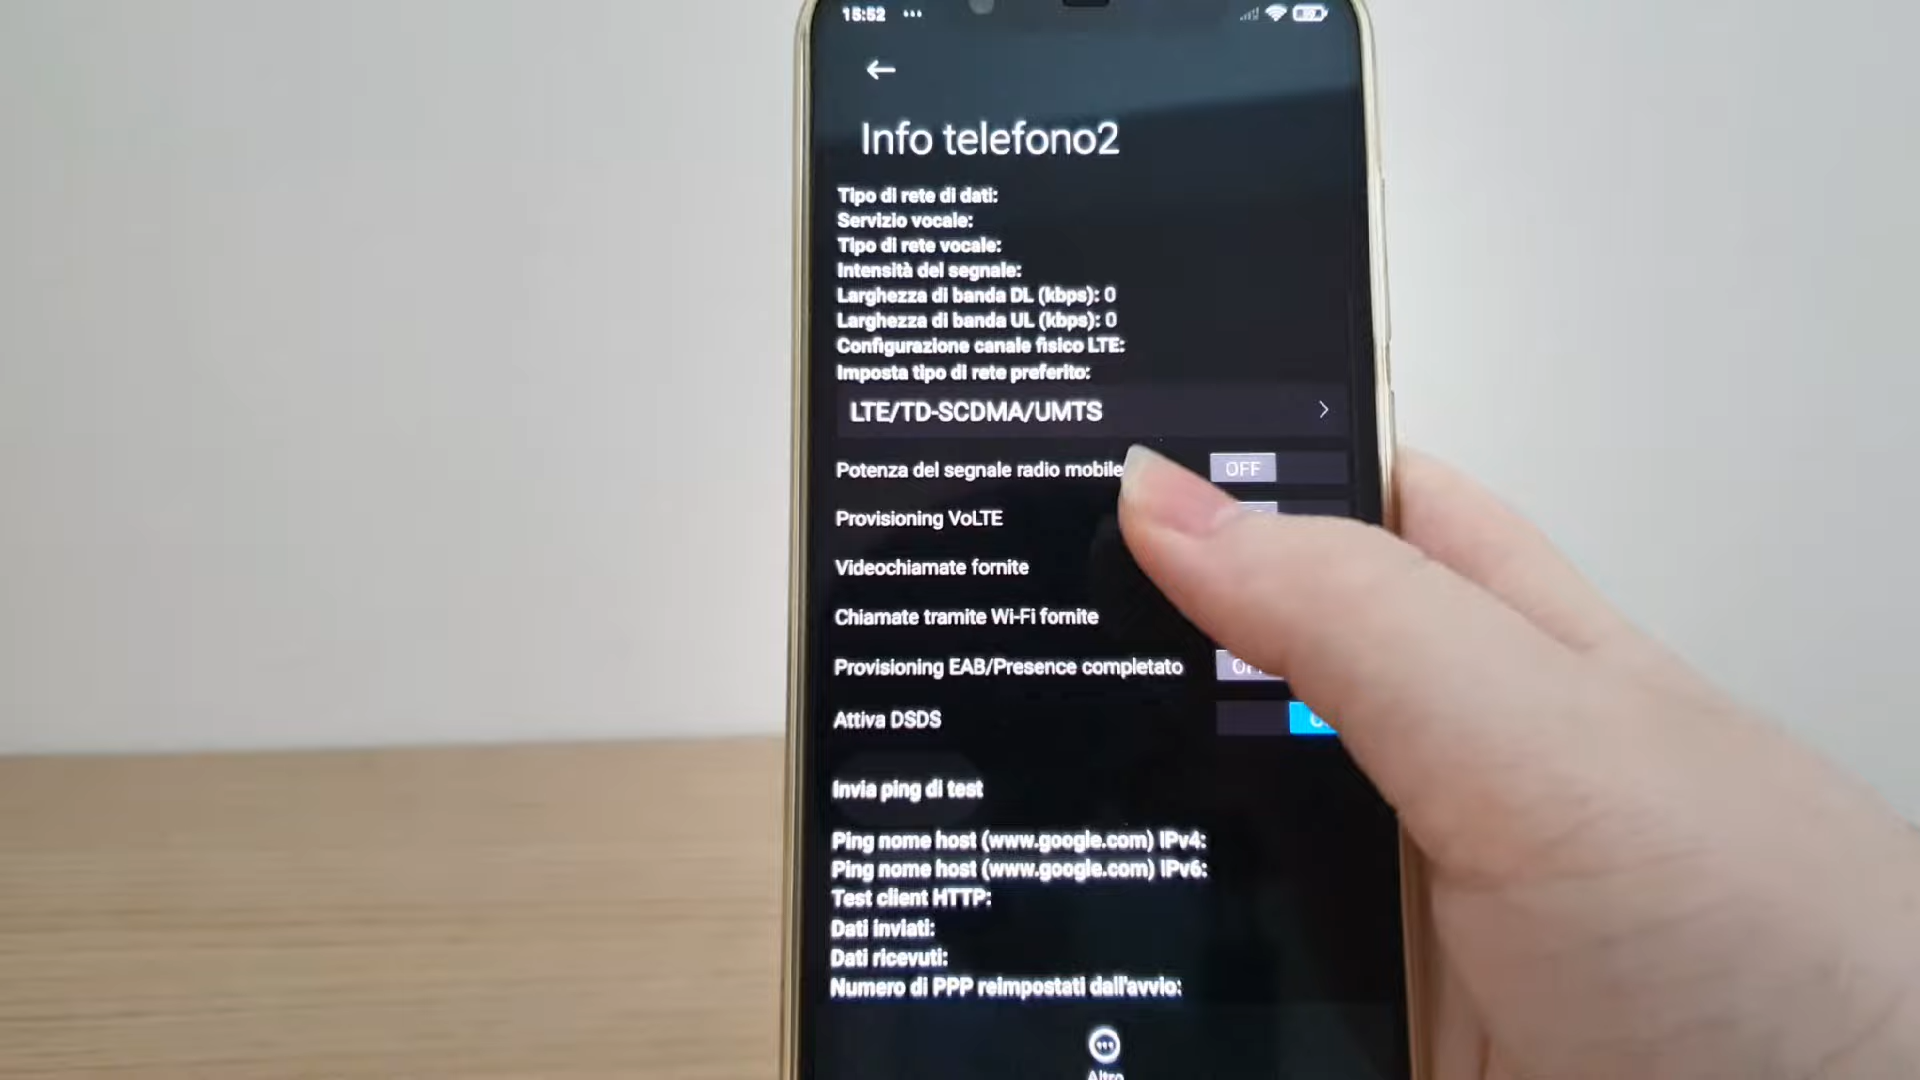 15:52
Info telefono2
Tipo di rete di dati:
Servizio vocale:
Tipo di rete vocale:
Intensità del segnale:
Larghezza di banda DL (kbps): 0
Larghezza di banda UL (kbps): 0
Configurazione canale fisico LTE:
Imposta tipo di rete preferito:
LTE/TD-SCDMA/UMTS
Potenza del segnale radio mobile OFF
Provisioning VoLTE
Videochiamate fornite
Chiamate tramite Wi-Fi fornite
Provisioning EAB/Presence completato
Attiva DSDS
Invia ping di test
Ping nome host (www.google.com) IPv4:
Ping nome host (www.google.com) IPv6:
Test client HTTP:
Dati inviati:
Dati ricevuti:
Numero di PPP reimpostati dall'avvio:
Altro